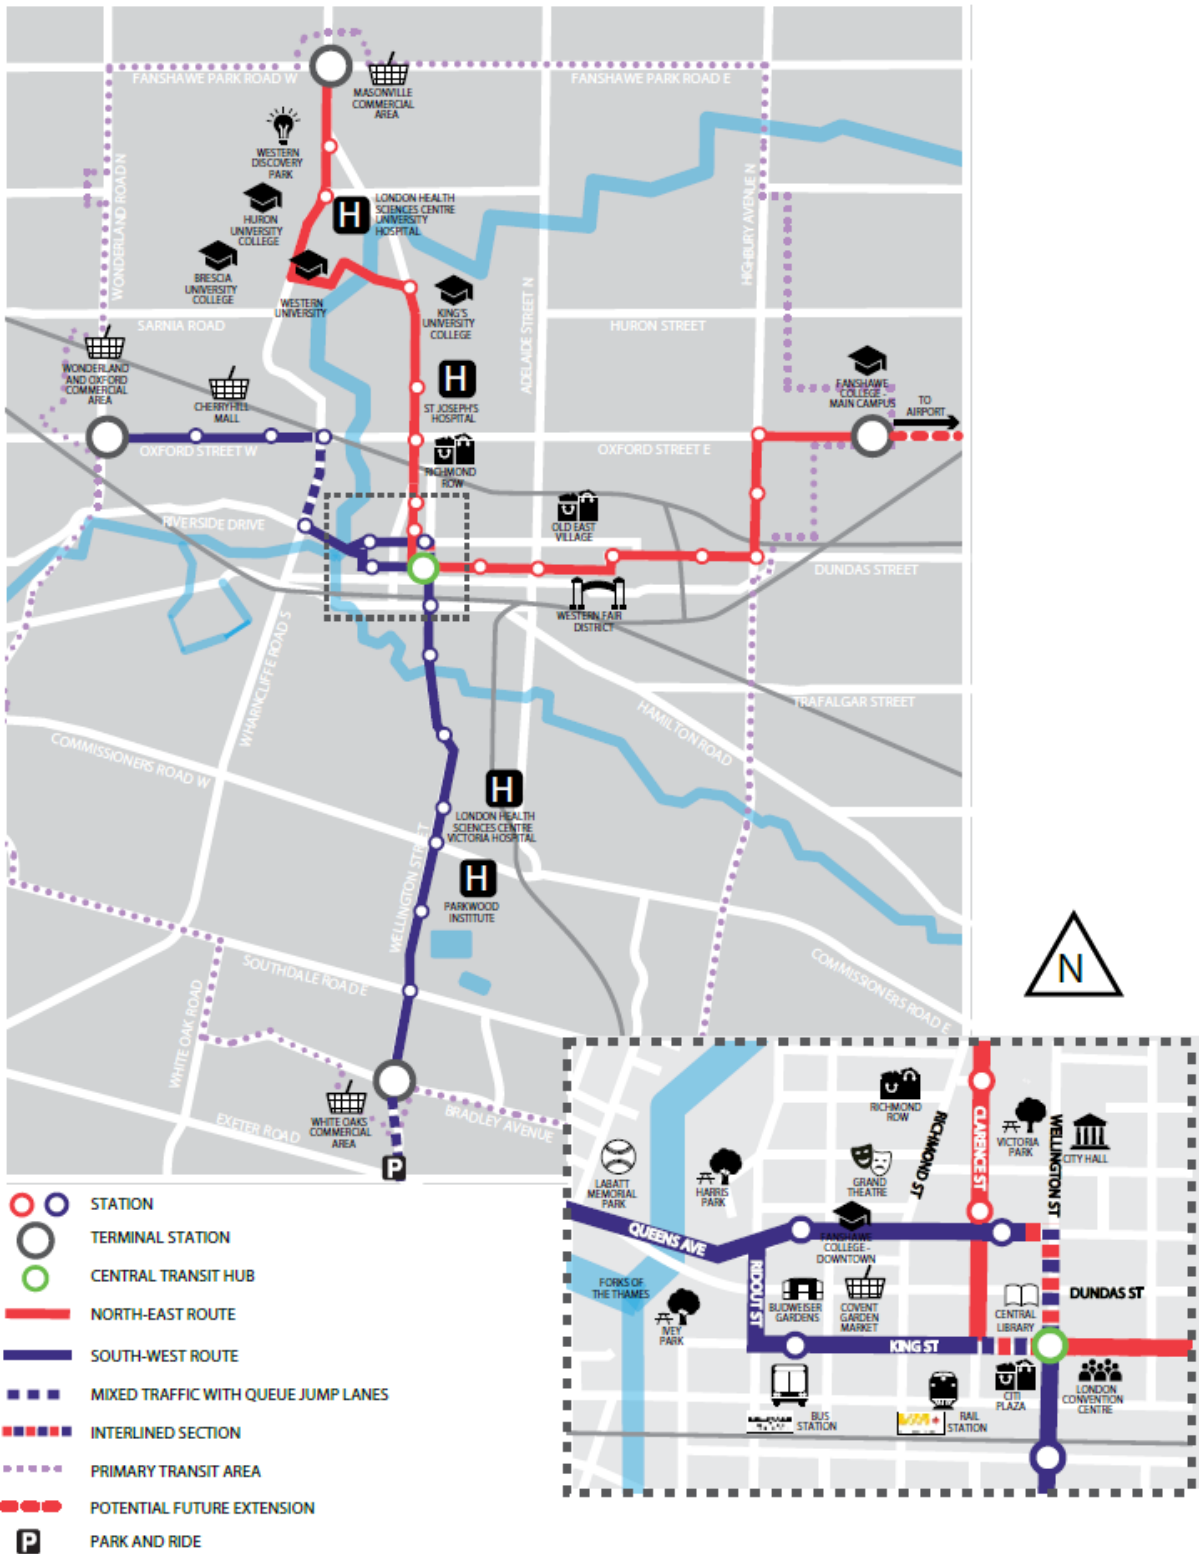 FANSHAWE PARK ROAD W
FANSHAWE PARK ROAD E
MASONVILLE
COMMERCIAL
AREA
WESTERN
DISCOVERY
PARK
WONDERLAND ROAD N
HIGHBURY AVENUE N
HURON
UNIVERSITY
COLLEGE
H
LONDON HEALTH
SCIENCES CENTRE
UNIVERSITY
HOSPITAL
BRESCIA
UNIVERSITY
COLLEGE
WESTERN
UNIVERSITY
KING'S
UNIVERSITY
COLLEGE
ADELAIDE STREET N
SARNIA ROAD
HURON STREET
WONDERLAND
AND OXFORD
COMMERCIAL
AREA
CHERRYHILL
MALL
H
ST JOSEPH'S
HOSPITAL
FANSHAWE
COLLEGE -
MAIN CAMPUS
TO
AIRPORT
OXFORD STREET W
OXFORD STREET E
RICHMOND
ROW
RIVERSIDE DRIVE
OLD EAST
VILLAGE
DUNDAS STREET
WESTERN FAIR
DISTRICT
WHARNCLIFFE ROAD S
TRAFALGAR STREET
HAMILTON ROAD
COMMISSIONERS ROAD W
H
LONDON HEALTH
SCIENCES CENTRE
VICTORIA HOSPITAL
WELLINGTON STREET
H
PARKWOOD
INSTITUTE
SOUTHDALE ROAD E
COMMISSIONERS ROAD E
N
WHITE OAK ROAD
WHITE OAKS
COMMERCIAL
AREA
BRADLEY AVENUE
EXETER ROAD
P
RICHMOND
ROW
RICHMOND ST
CLARENCE ST
VICTORIA
PARK
WELLINGTON ST
CITY HALL
LABATT
MEMORIAL
PARK
HARRIS
PARK
GRAND
THEATRE
QUEENS AVE
FANSHAWE
COLLEGE -
DOWNTOWN
FORKS OF
THE THAMES
RIDOUT ST
BUDWEISER
GARDENS
COVENT
GARDEN
MARKET
CENTRAL
LIBRARY
DUNDAS ST
IVEY
PARK
KING ST
CITI
PLAZA
LONDON
CONVENTION
CENTRE
BUS
STATION
VIA
RAIL
STATION
STATION
TERMINAL STATION
CENTRAL TRANSIT HUB
NORTH-EAST ROUTE
SOUTH-WEST ROUTE
MIXED TRAFFIC WITH QUEUE JUMP LANES
INTERLINED SECTION
PRIMARY TRANSIT AREA
POTENTIAL FUTURE EXTENSION
P
PARK AND RIDE